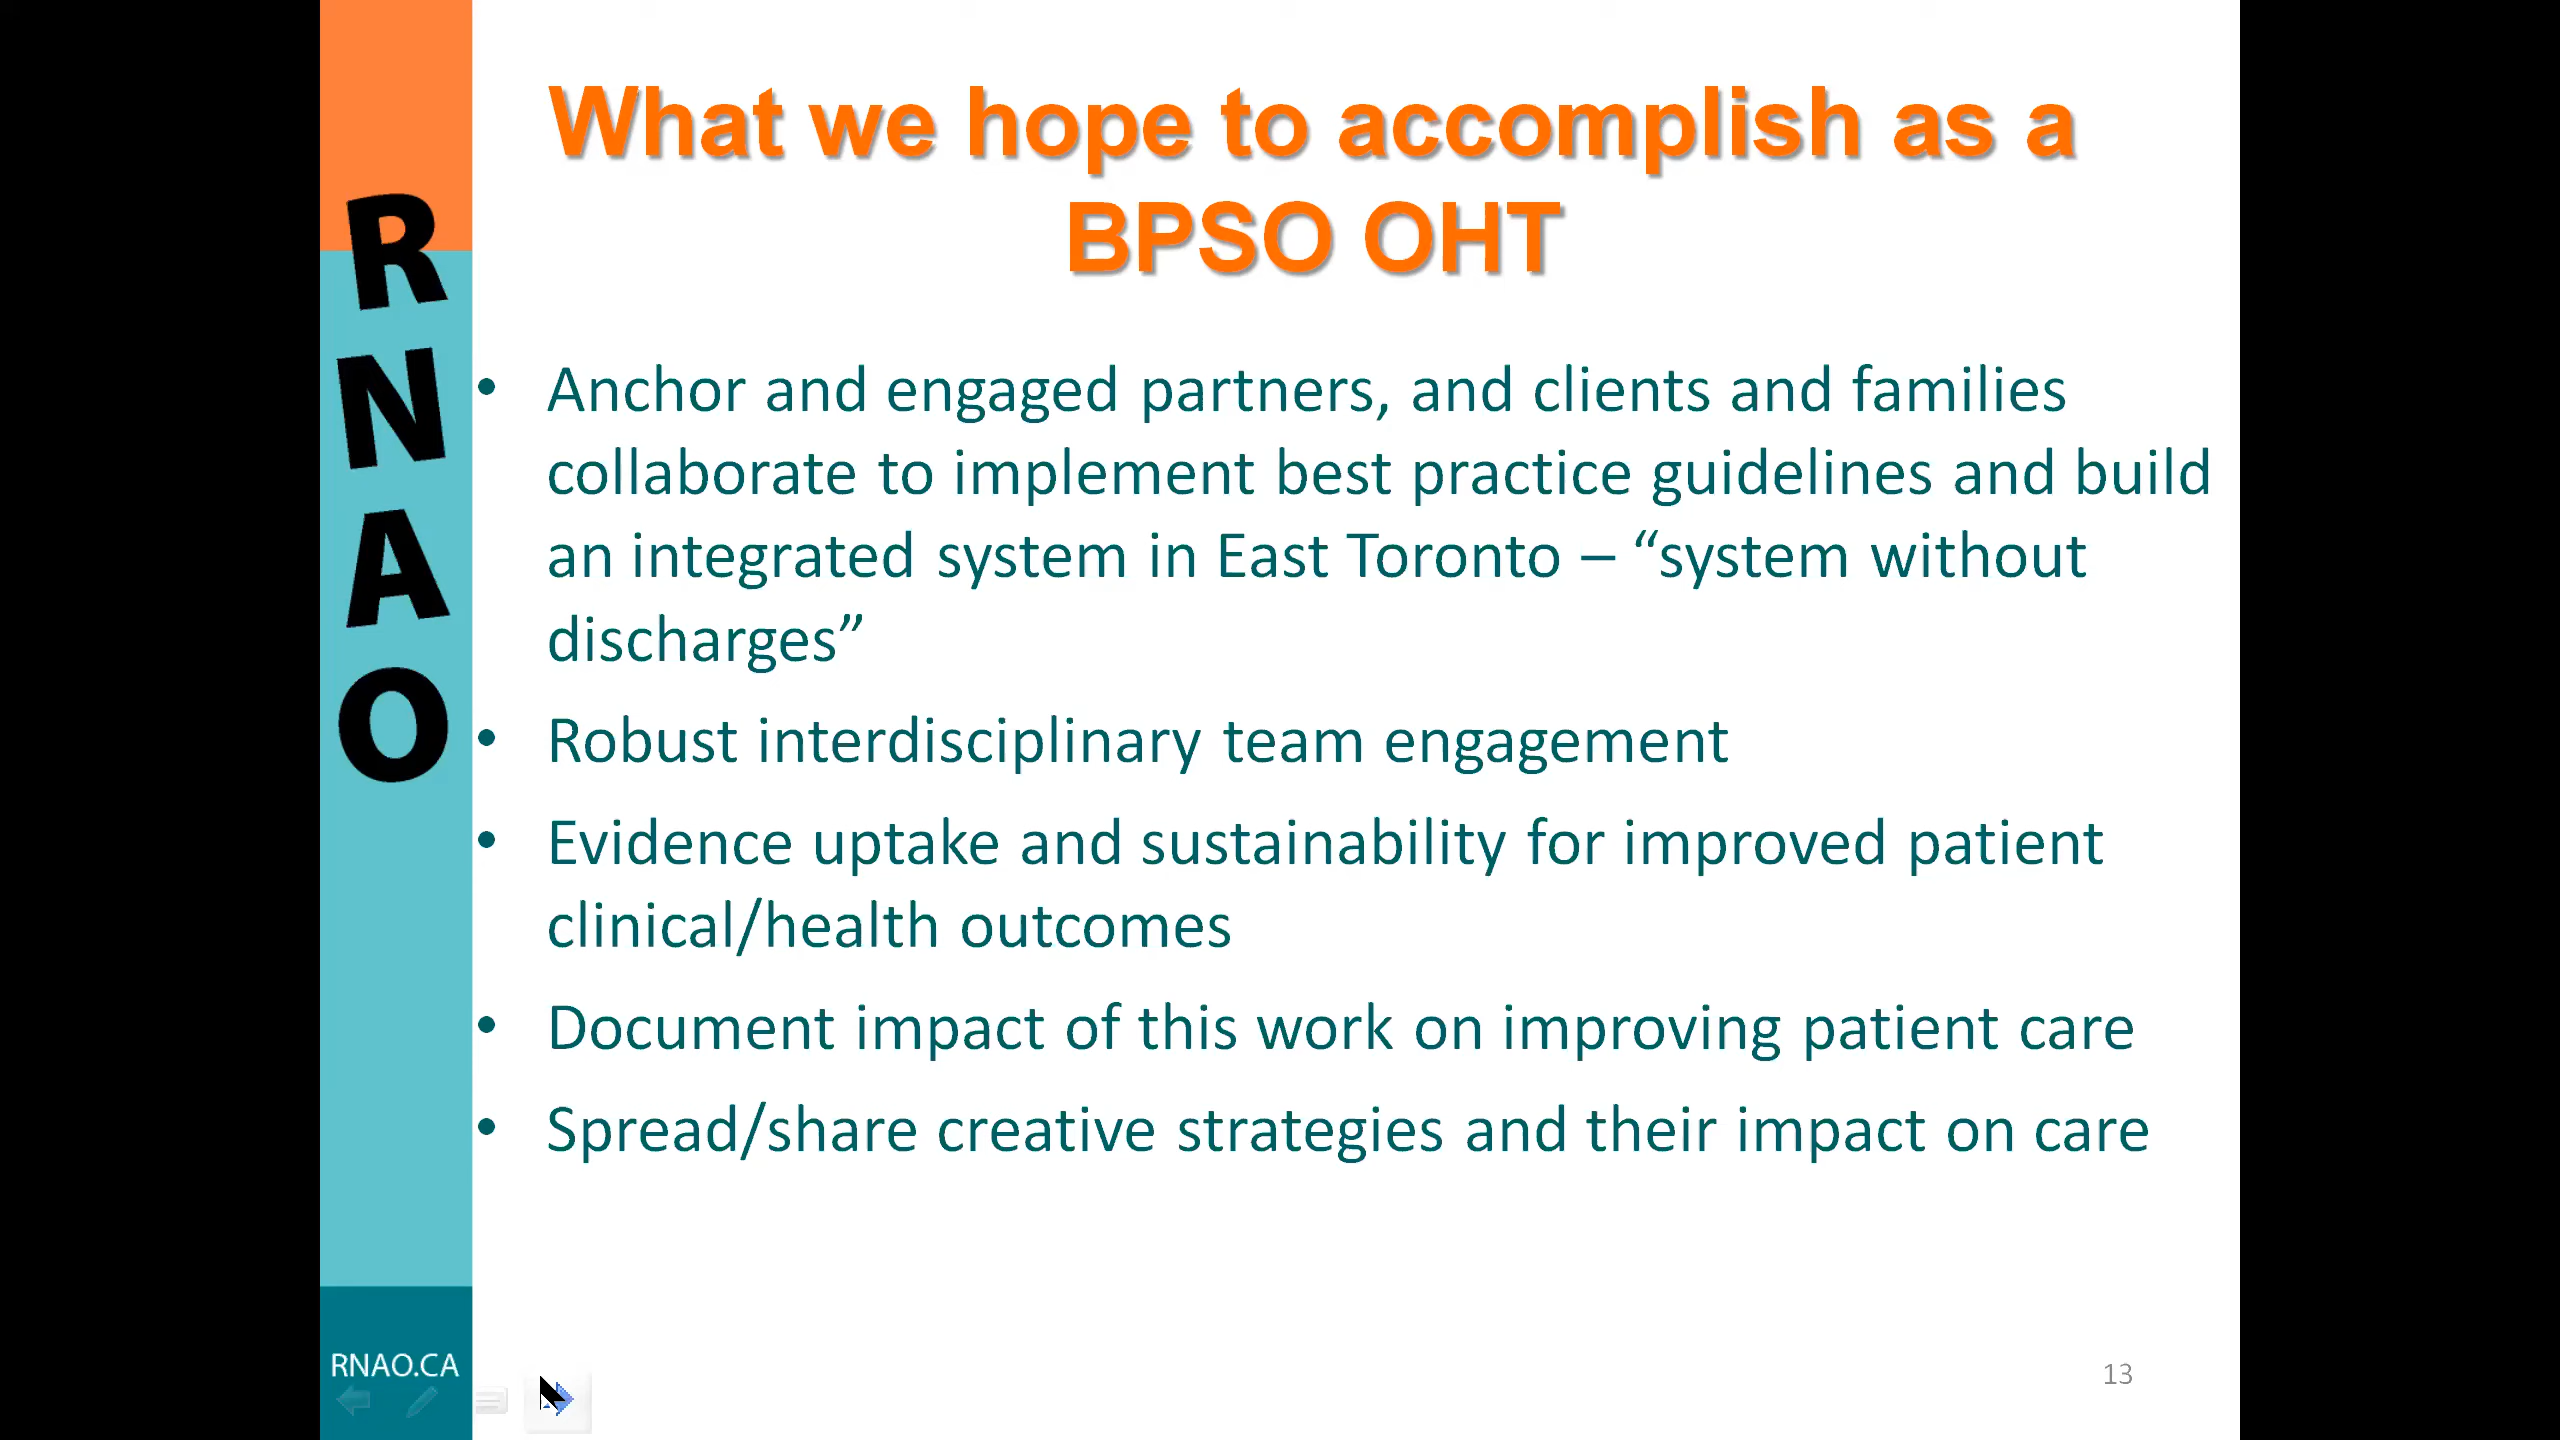 What we hope to accomplish as a
BPSO OHT
RNAO
• Anchor and engaged partners, and clients and families
collaborate to implement best practice guidelines and build
an integrated system in East Toronto – “system without
discharges”
• Robust interdisciplinary team engagement
• Evidence uptake and sustainability for improved patient
clinical/health outcomes
• Document impact of this work on improving patient care
• Spread/share creative strategies and their impact on care
RNAO.CA
13